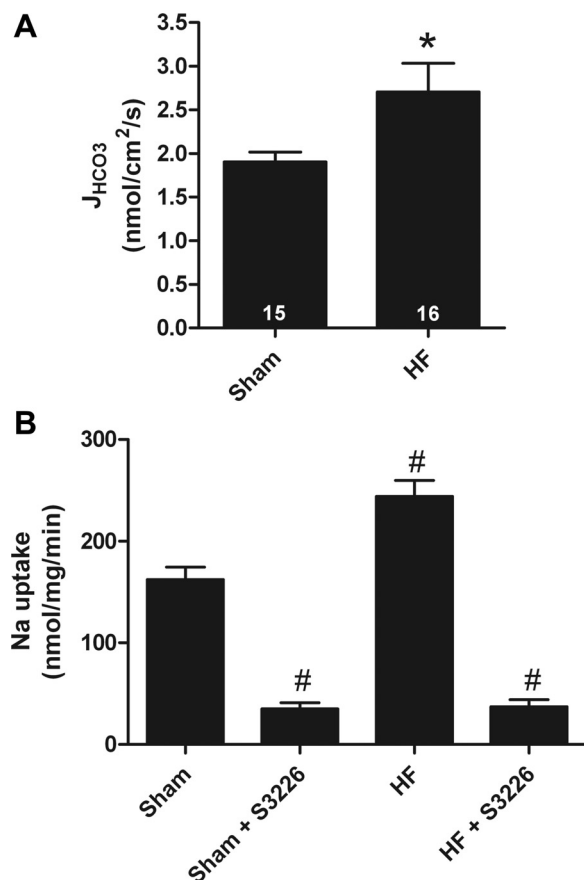 A
J_HCO3
(nmol/cm²/s)
3.5
3.0
2.5
2.0
1.5
1.0
0.5
0.0
*
15
16
Sham
HF
B
Na uptake
(nmol/mg/min)
300
200
100
0
#
#
#
Sham
Sham + S3226
HF
HF + S3226